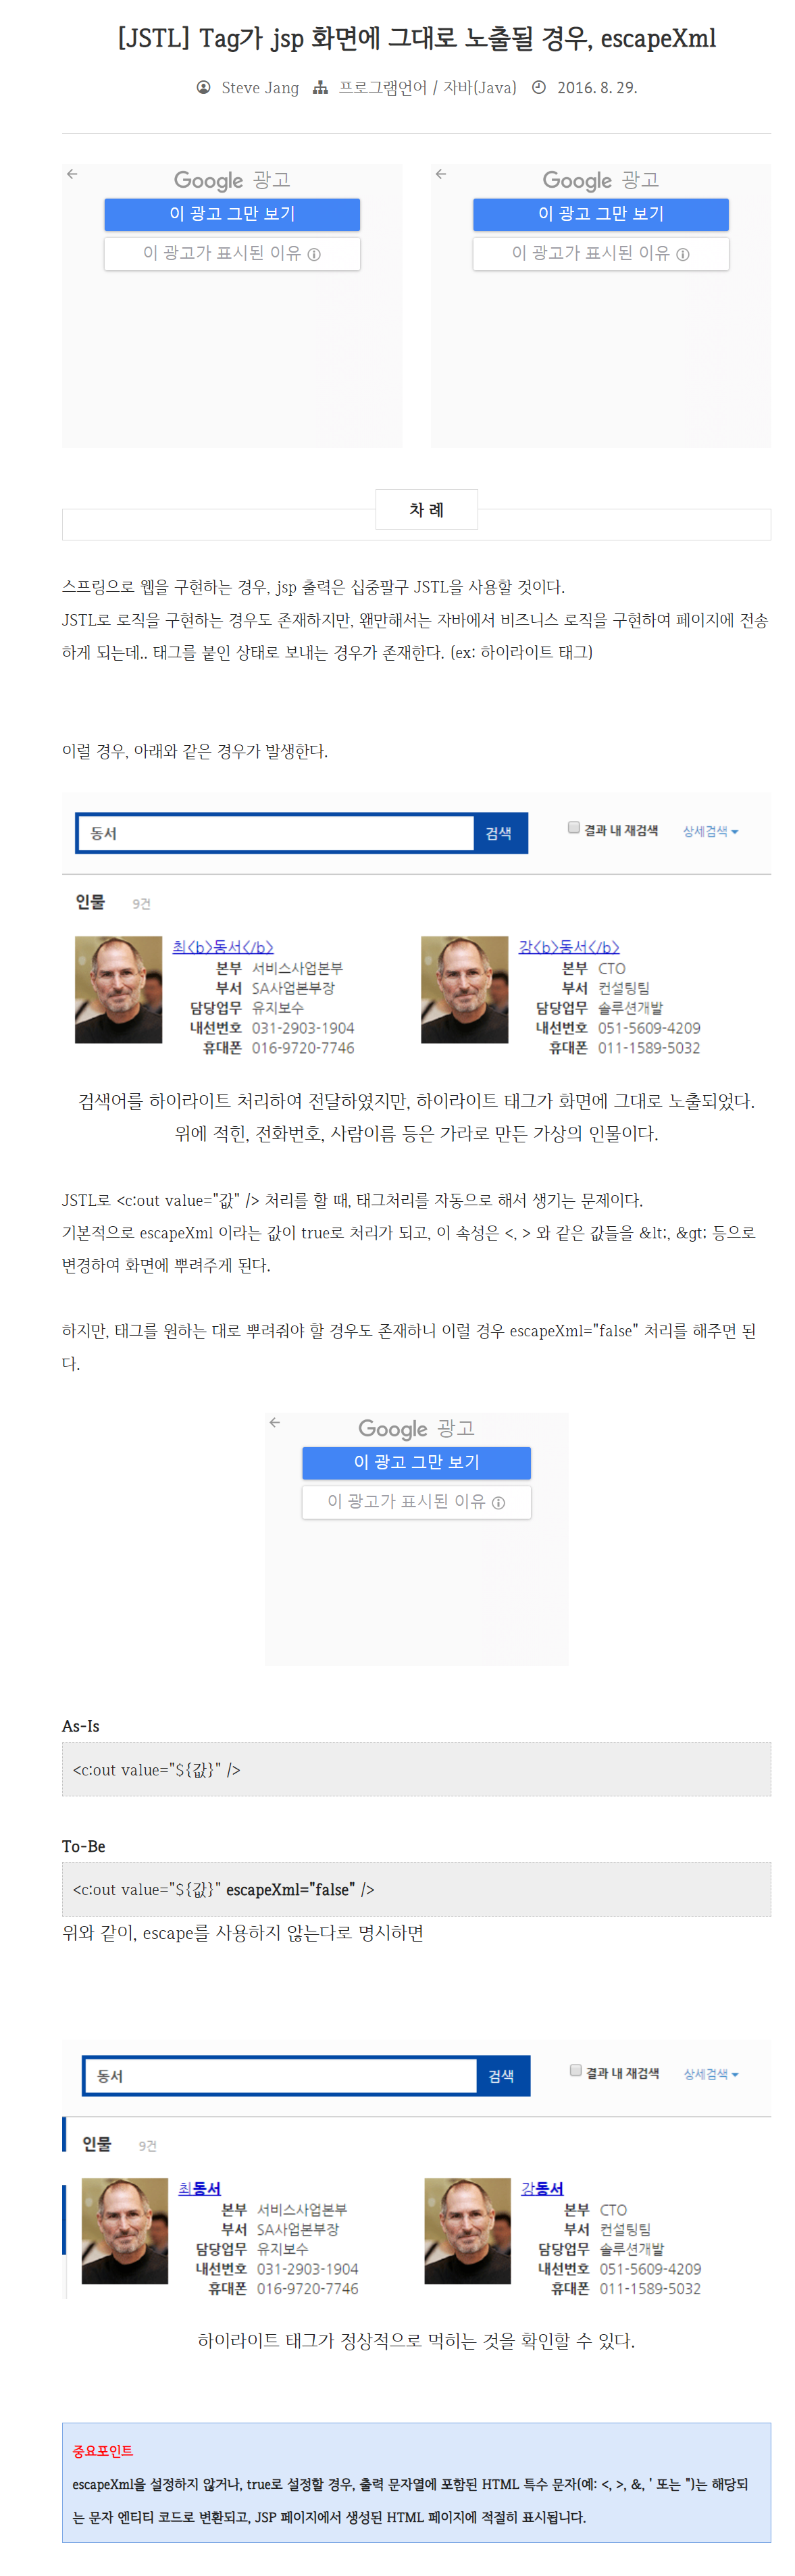 [JSTL] Tag가 jsp 화면에 그대로 노출될 경우, escapeXml
Steve Jang 프로그램언어 / 자바(Java) 2016. 8. 29.
Google 광고
이 광고 그만 보기
이 광고가 표시된 이유
Google 광고
이 광고 그만 보기
이 광고가 표시된 이유
차 례
스프링으로 웹을 구현하는 경우, jsp 출력은 십중팔구 JSTL을 사용할 것이다.
JSTL로 로직을 구현하는 경우도 존재하지만, 왠만해서는 자바에서 비즈니스 로직을 구현하여 페이지에 전송
하게 되는데.. 태그를 붙인 상태로 보내는 경우가 존재한다. (ex: 하이라이트 태그)
이럴 경우, 아래와 같은 경우가 발생한다.
동서 검색 결과 내 재검색 상세검색
인물 9건
최<b>동서</b>
본부 서비스사업본부
부서 SA사업본부장
담당업무 유지보수
내선번호 031-2903-1904
휴대폰 016-9720-7746
강<b>동서</b>
본부 CTO
부서 컨설팅팀
담당업무 솔루션개발
내선번호 051-5609-4209
휴대폰 011-1589-5032
검색어를 하이라이트 처리하여 전달하였지만, 하이라이트 태그가 화면에 그대로 노출되었다.
위에 적힌, 전화번호, 사람이름 등은 가라로 만든 가상의 인물이다.
JSTL로 <c:out value="값" /> 처리를 할 때, 태그처리를 자동으로 해서 생기는 문제이다.
기본적으로 escapeXml 이라는 값이 true로 처리가 되고, 이 속성은 <, > 와 같은 값들을 &lt;, &gt; 등으로
변경하여 화면에 뿌려주게 된다.
하지만, 태그를 원하는 대로 뿌려줘야 할 경우도 존재하니 이럴 경우 escapeXml="false" 처리를 해주면 된
다.
Google 광고
이 광고 그만 보기
이 광고가 표시된 이유
As-Is
<c:out value="${값}" />
To-Be
<c:out value="${값}" escapeXml="false" />
위와 같이, escape를 사용하지 않는다로 명시하면
동서 검색 결과 내 재검색 상세검색
인물 9건
최동서
본부 서비스사업본부
부서 SA사업본부장
담당업무 유지보수
내선번호 031-2903-1904
휴대폰 016-9720-7746
강동서
본부 CTO
부서 컨설팅팀
담당업무 솔루션개발
내선번호 051-5609-4209
휴대폰 011-1589-5032
하이라이트 태그가 정상적으로 먹히는 것을 확인할 수 있다.
중요포인트
escapeXml을 설정하지 않거나, true로 설정할 경우, 출력 문자열에 포함된 HTML 특수 문자(예: <, >, &, ' 또는 ")는 해당되
는 문자 엔티티 코드로 변환되고, JSP 페이지에서 생성된 HTML 페이지에 적절히 표시됩니다.